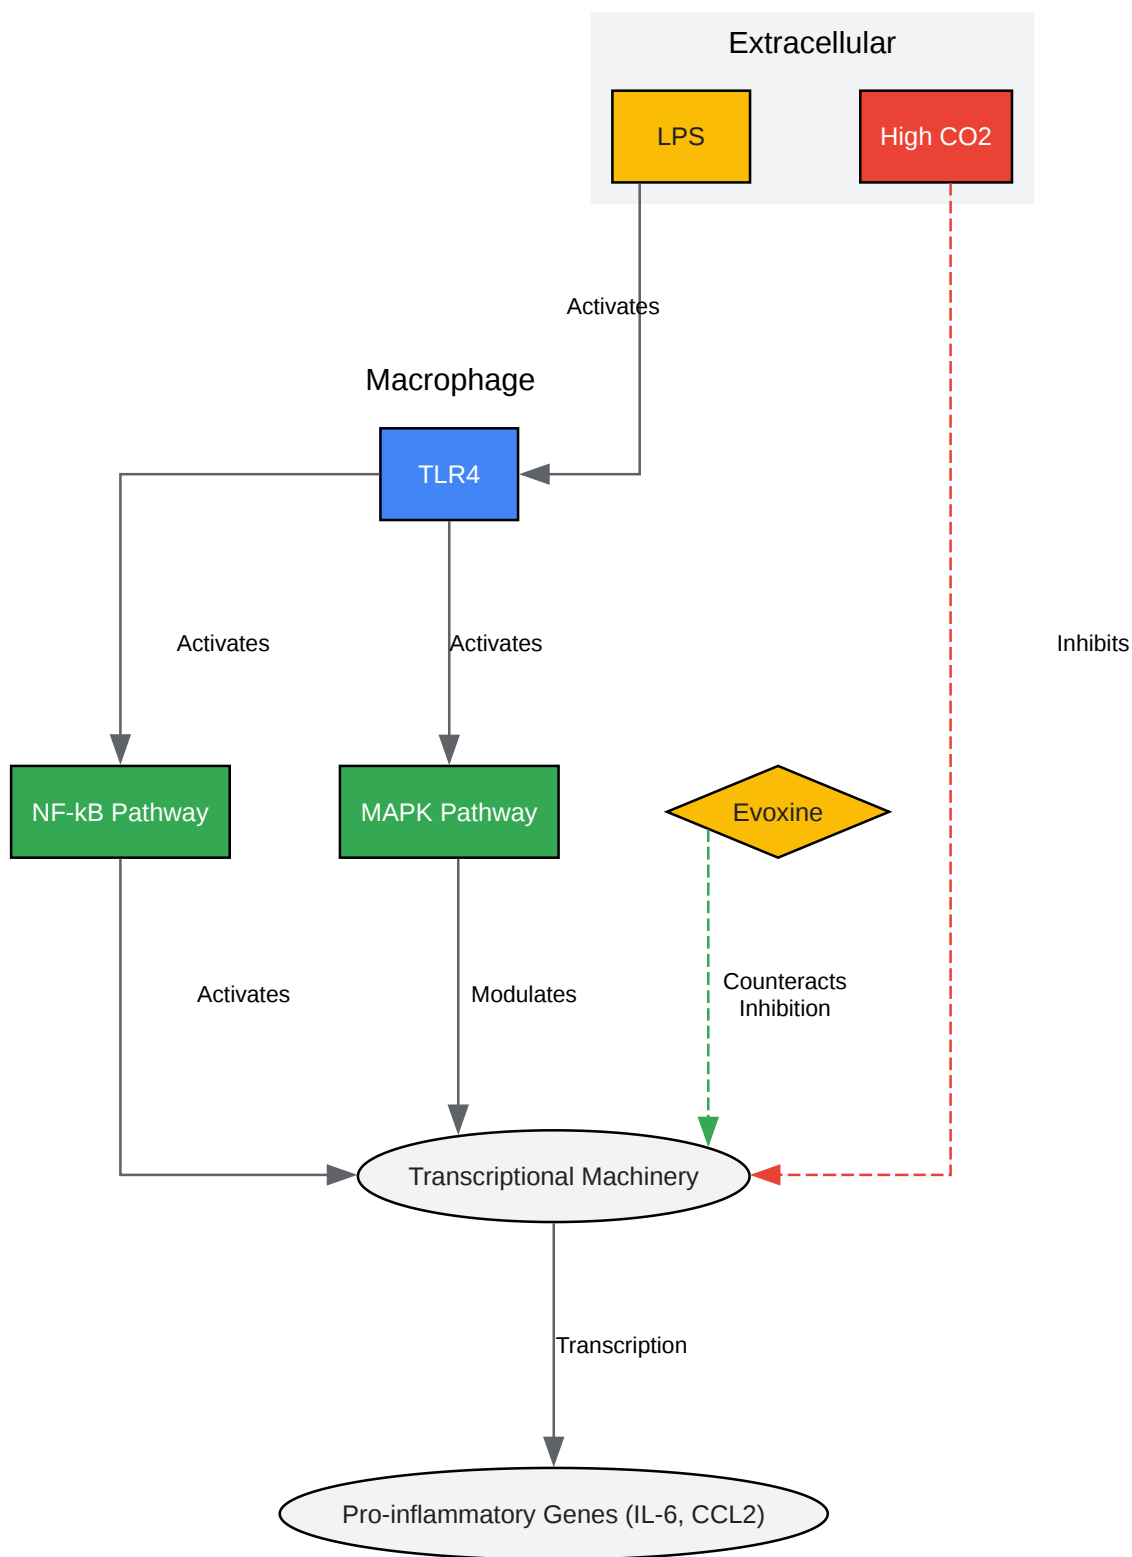 Extracellular
LPS
High CO2
Activates
Macrophage
TLR4
Activates
Activates
Inhibits
NF-kB Pathway
MAPK Pathway
Evoxine
Activates
Modulates
Counteracts
Inhibition
Transcriptional Machinery
Transcription
Pro-inflammatory Genes (IL-6, CCL2)